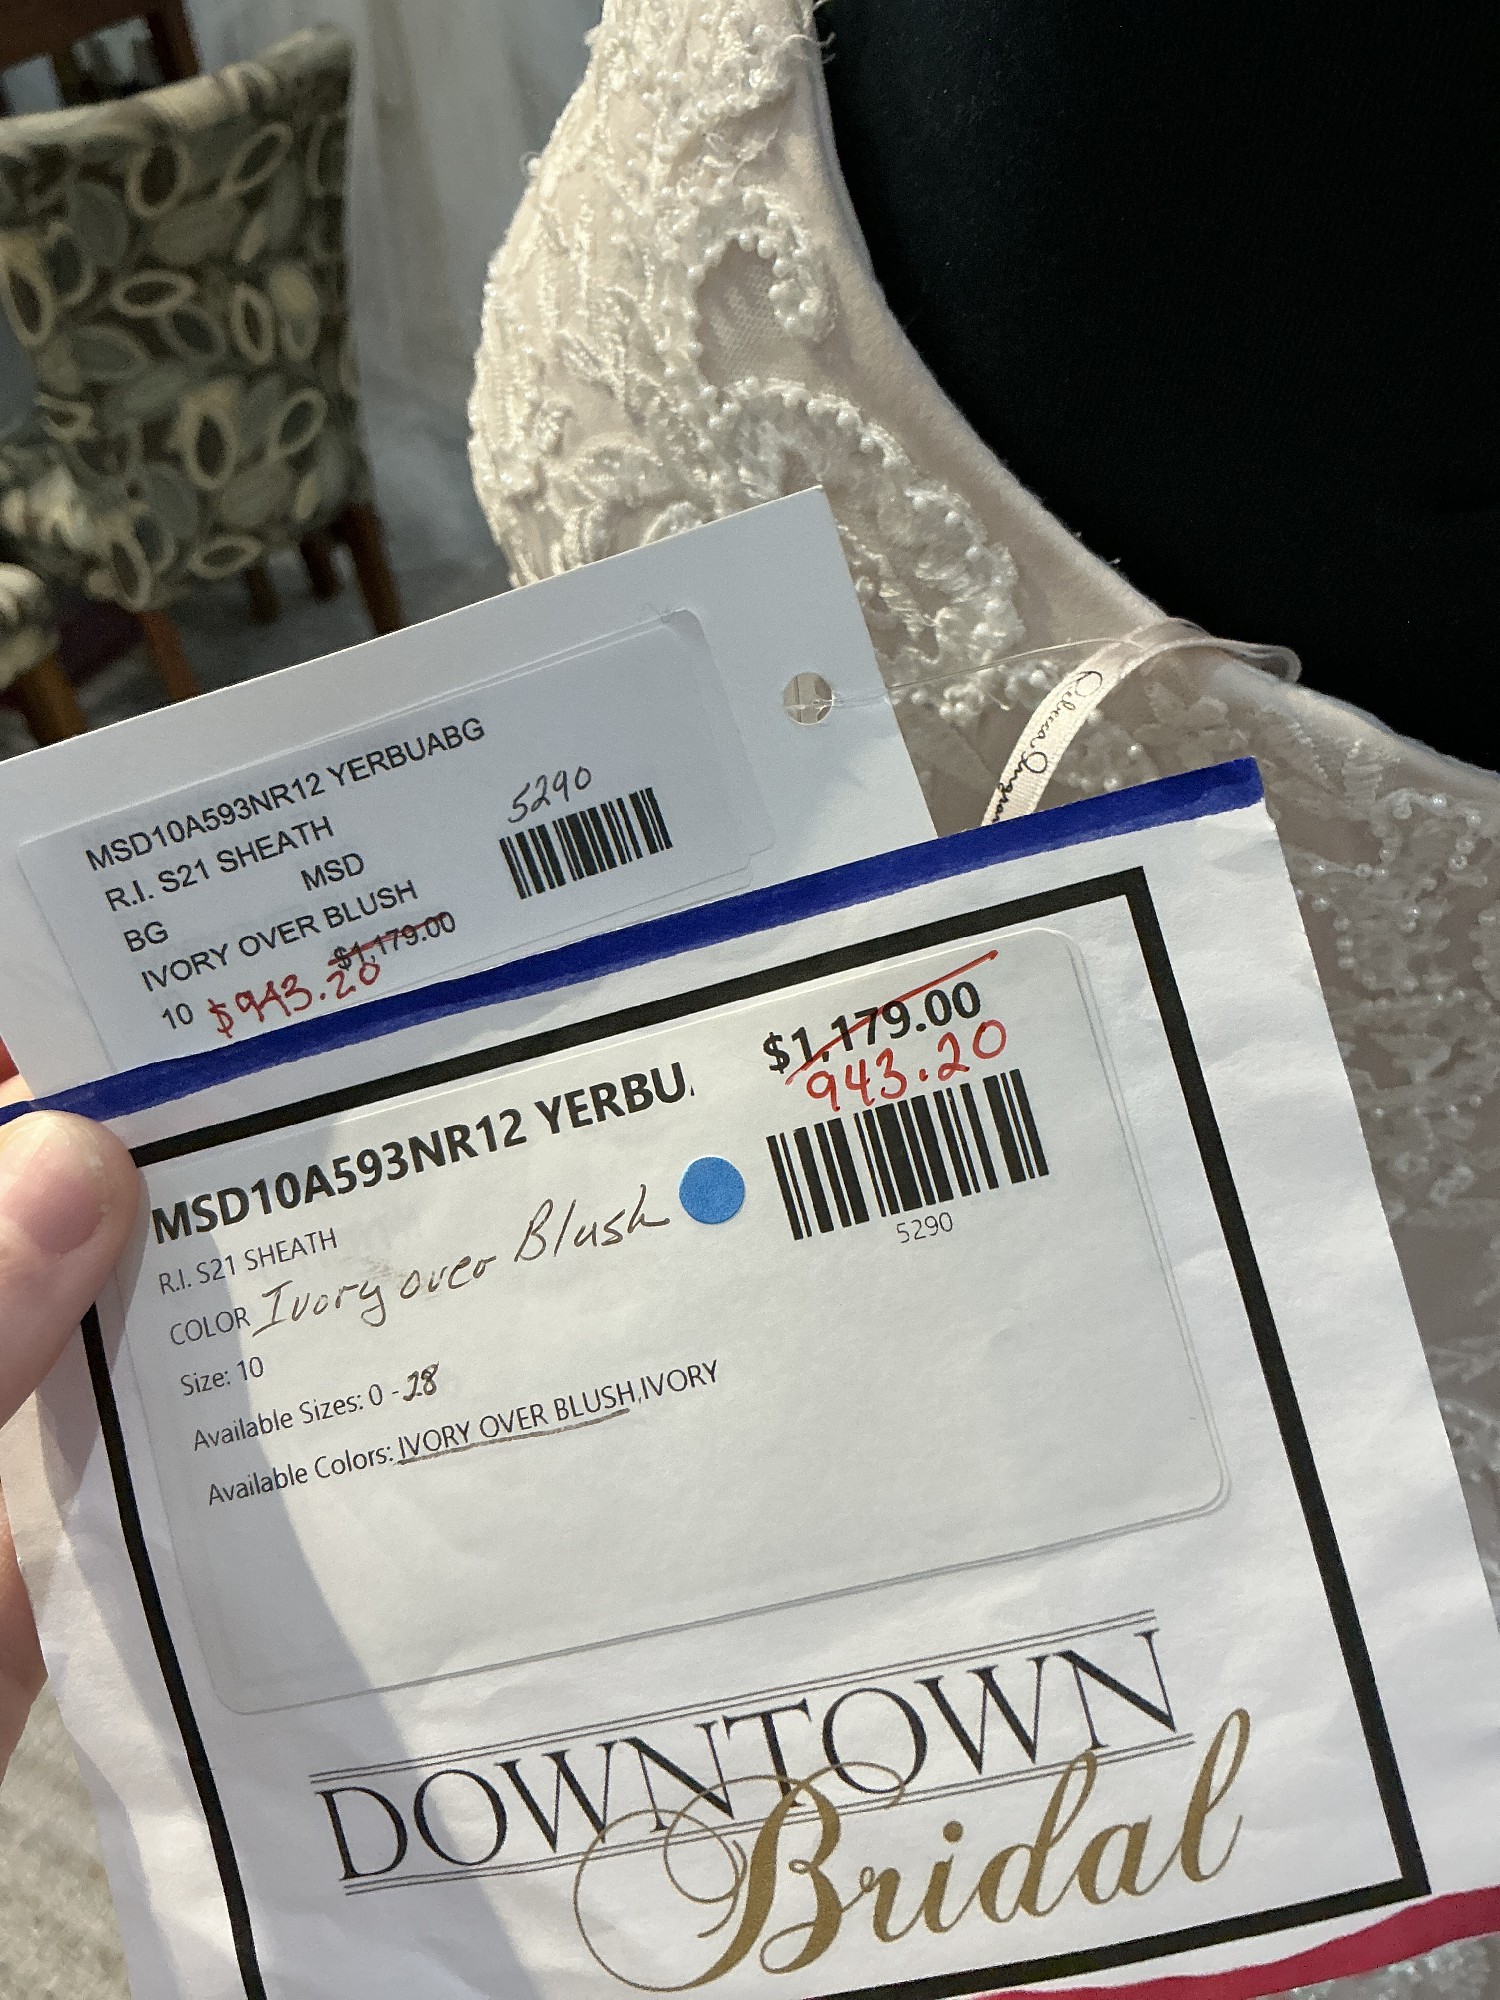 Rebecca Ingram
MSD10A593NR12 YERBUABG
R.I. S21 SHEATH
5290
MSD
BG
IVORY OVER BLUSH
$1,179.00
10 $943.20
$1,179.00
943.20
MSD10A593NR12 YERBU
5290
R.I. S21 SHEATH
COLOR Ivory over Blush
Size: 10
Available Sizes: 0 - 28
Available Colors: IVORY OVER BLUSH,IVORY
DOWNTOWN
Bridal